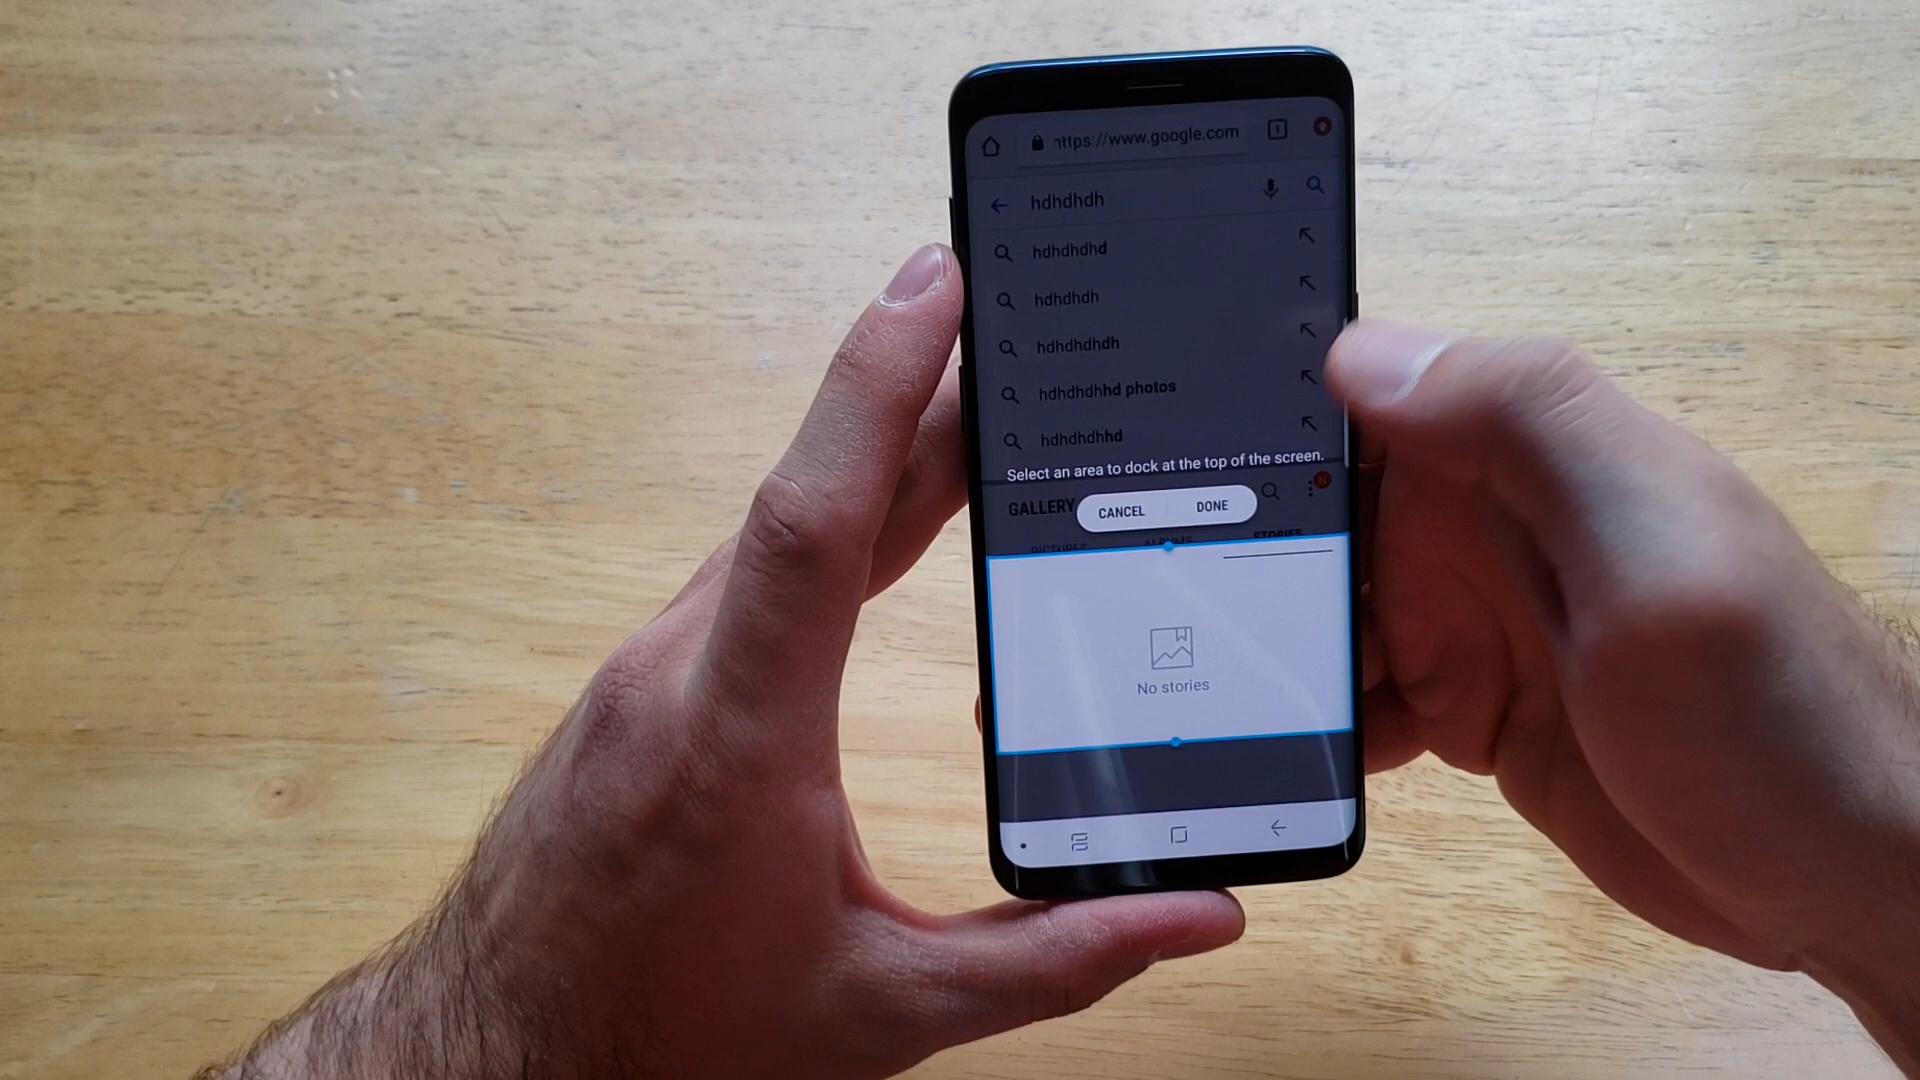 https://www.google.com 1
hdhdhdh
hdhdhdhd
hdhdhdh
hdhdhdhdh
hdhdhdhhd photos
hdhdhdhhd
Select an area to dock at the top of the screen.
GALLERY N
CANCEL DONE
PICTURES ALBUMS STORIES
No stories